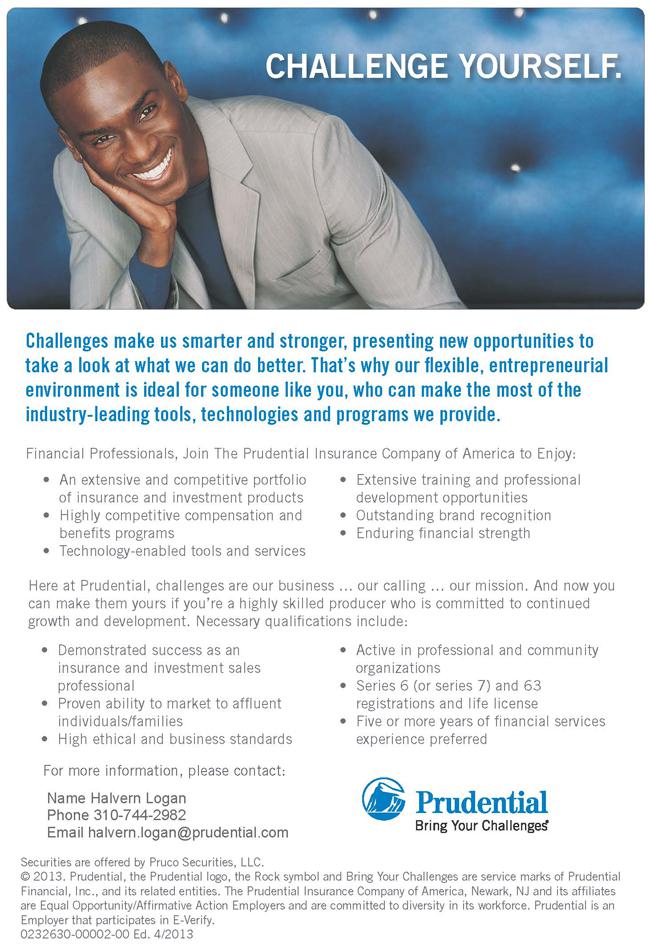 CHALLENGE YOURSELF.
Challenges make us smarter and stronger, presenting new opportunities to
take a look at what we can do better. That's why our flexible, entrepreneurial
environment is ideal for someone like you, who can make the most of the
industry-leading tools, technologies and programs we provide.
Financial Professionals, Join The Prudential Insurance Company of America to Enjoy:
• An extensive and competitive portfolio
of insurance and investment products
• Highly competitive compensation and
benefits programs
• Technology-enabled tools and services
• Extensive training and professional
development opportunities
• Outstanding brand recognition
• Enduring financial strength
Here at Prudential, challenges are our business ... our calling ... our mission. And now you
can make them yours if you're a highly skilled producer who is committed to continued
growth and development. Necessary qualifications include:
• Demonstrated success as an
insurance and investment sales
professional
• Proven ability to market to affluent
individuals/families
• High ethical and business standards
• Active in professional and community
organizations
• Series 6 (or series 7) and 63
registrations and life license
• Five or more years of financial services
experience preferred
For more information, please contact:
Name Halvern Logan
Phone 310-744-2982
Email halvern.logan@prudential.com
Prudential
Bring Your Challenges®
Securities are offered by Pruco Securities, LLC.
© 2013. Prudential, the Prudential logo, the Rock symbol and Bring Your Challenges are service marks of Prudential
Financial, Inc., and its related entities. The Prudential Insurance Company of America, Newark, NJ and its affiliates
are Equal Opportunity/Affirmative Action Employers and are committed to diversity in its workforce. Prudential is an
Employer that participates in E-Verify.
0232630-00002-00 Ed. 4/2013